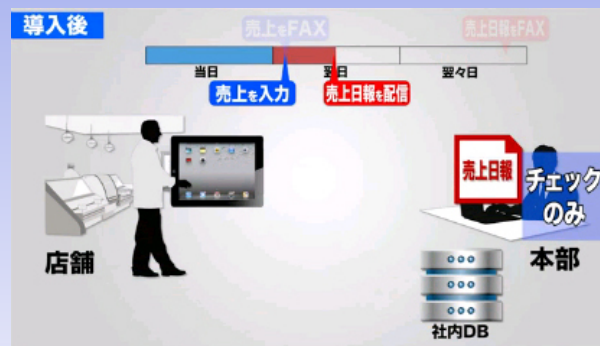 導入後
売上をFAX
売上日報をFAX
当日
翌日
翌々日
売上を入力
売上日報を配信
売上日報
チェック
のみ
店舗
本部
社内DB